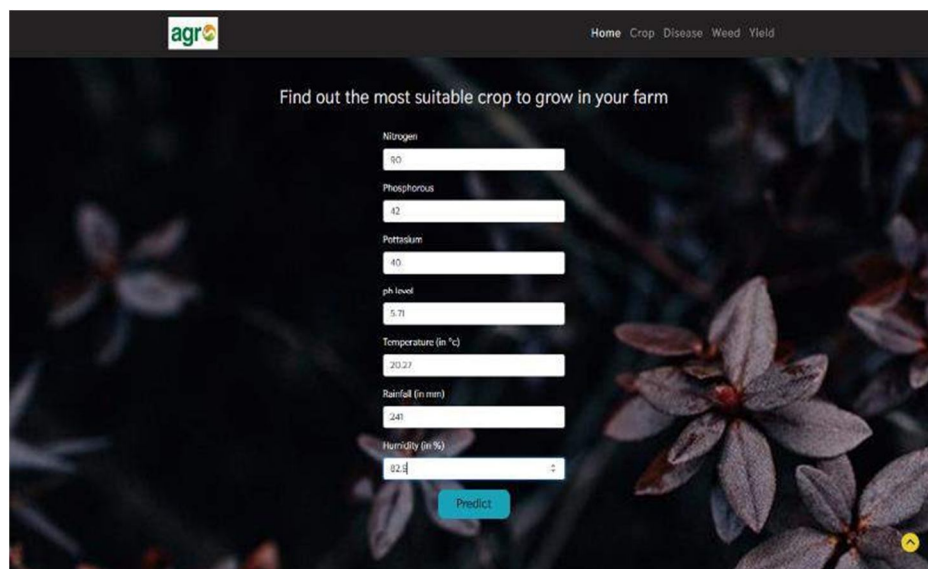 agro
Home Crop Disease Weed Yield
Find out the most suitable crop to grow in your farm
Nitrogen
90
Phosphorous
42
Pottasium
40
ph level
5.71
Temperature (in °c)
20.27
Rainfall (in mm)
241
Humidity (in %)
Predict